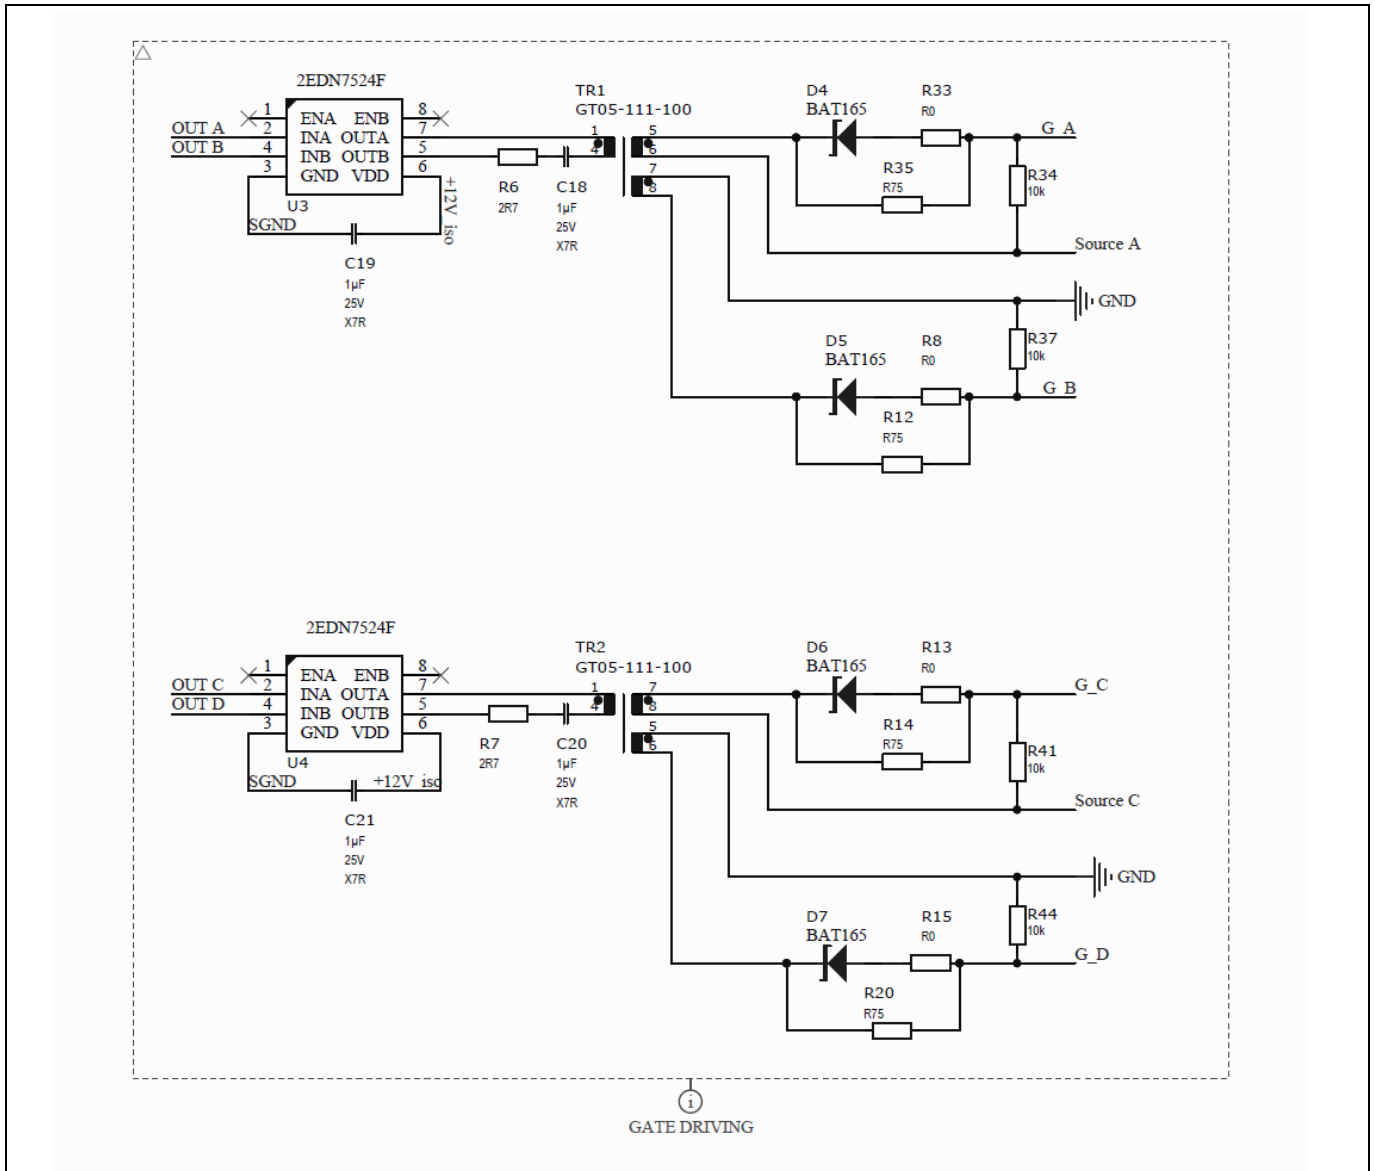 2EDN7524F
1 ENA ENB 8
OUT A 2 INA OUTA 7
OUT B 4 INB OUTB 5
3 GND VDD 6
U3
SGND
+12V iso
C19
1µF
25V
X7R
R6
2R7
C18
1µF
25V
X7R
TR1
GT05-111-100
1
4
5
6
7
8
D4
BAT165
R33
R0
G A
R35
R75
R34
10k
Source A
GND
R37
10k
D5
BAT165
R8
R0
G B
R12
R75
2EDN7524F
1 ENA ENB 8
OUT C 2 INA OUTA 7
OUT D 4 INB OUTB 5
3 GND VDD 6
U4
SGND
+12V iso
C21
1µF
25V
X7R
R7
2R7
C20
1µF
25V
X7R
TR2
GT05-111-100
1
4
7
8
5
6
D6
BAT165
R13
R0
G_C
R14
R75
R41
10k
Source C
GND
R44
10k
D7
BAT165
R15
R0
G_D
R20
R75
i
GATE DRIVING